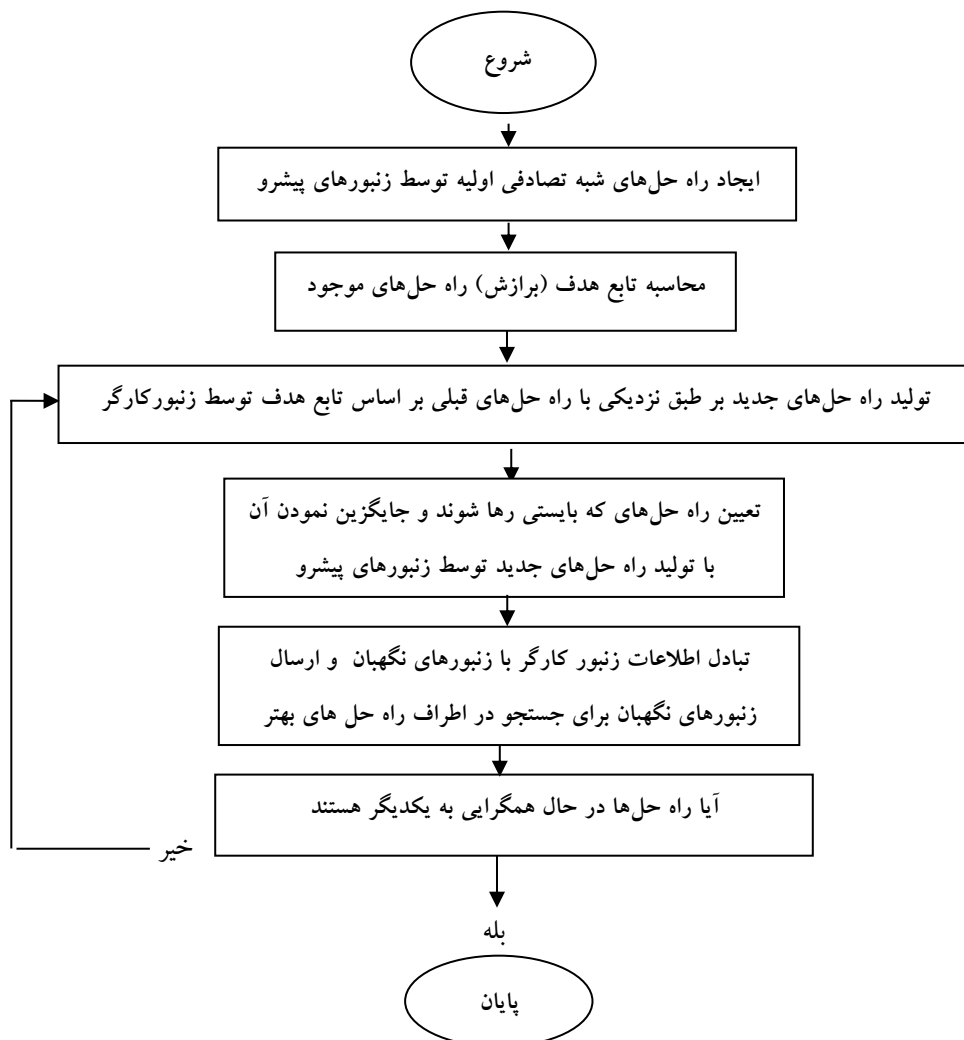 شروع
ایجاد راه حل‌های شبه تصادفی اولیه توسط زنبورهای پیشرو
محاسبه تابع هدف (برازش) راه حل‌های موجود
تولید راه حل‌های جدید بر طبق نزدیکی با راه حل‌های قبلی بر اساس تابع هدف توسط زنبورکارگر
تعیین راه حل‌های که بایستی رها شوند و جایگزین نمودن آن
با تولید راه حل‌های جدید توسط زنبورهای پیشرو
تبادل اطلاعات زنبور کارگر با زنبورهای نگهبان و ارسال
زنبورهای نگهبان برای جستجو در اطراف راه حل های بهتر
آیا راه حل‌ها در حال همگرایی به یکدیگر هستند
خیر
بله
پایان